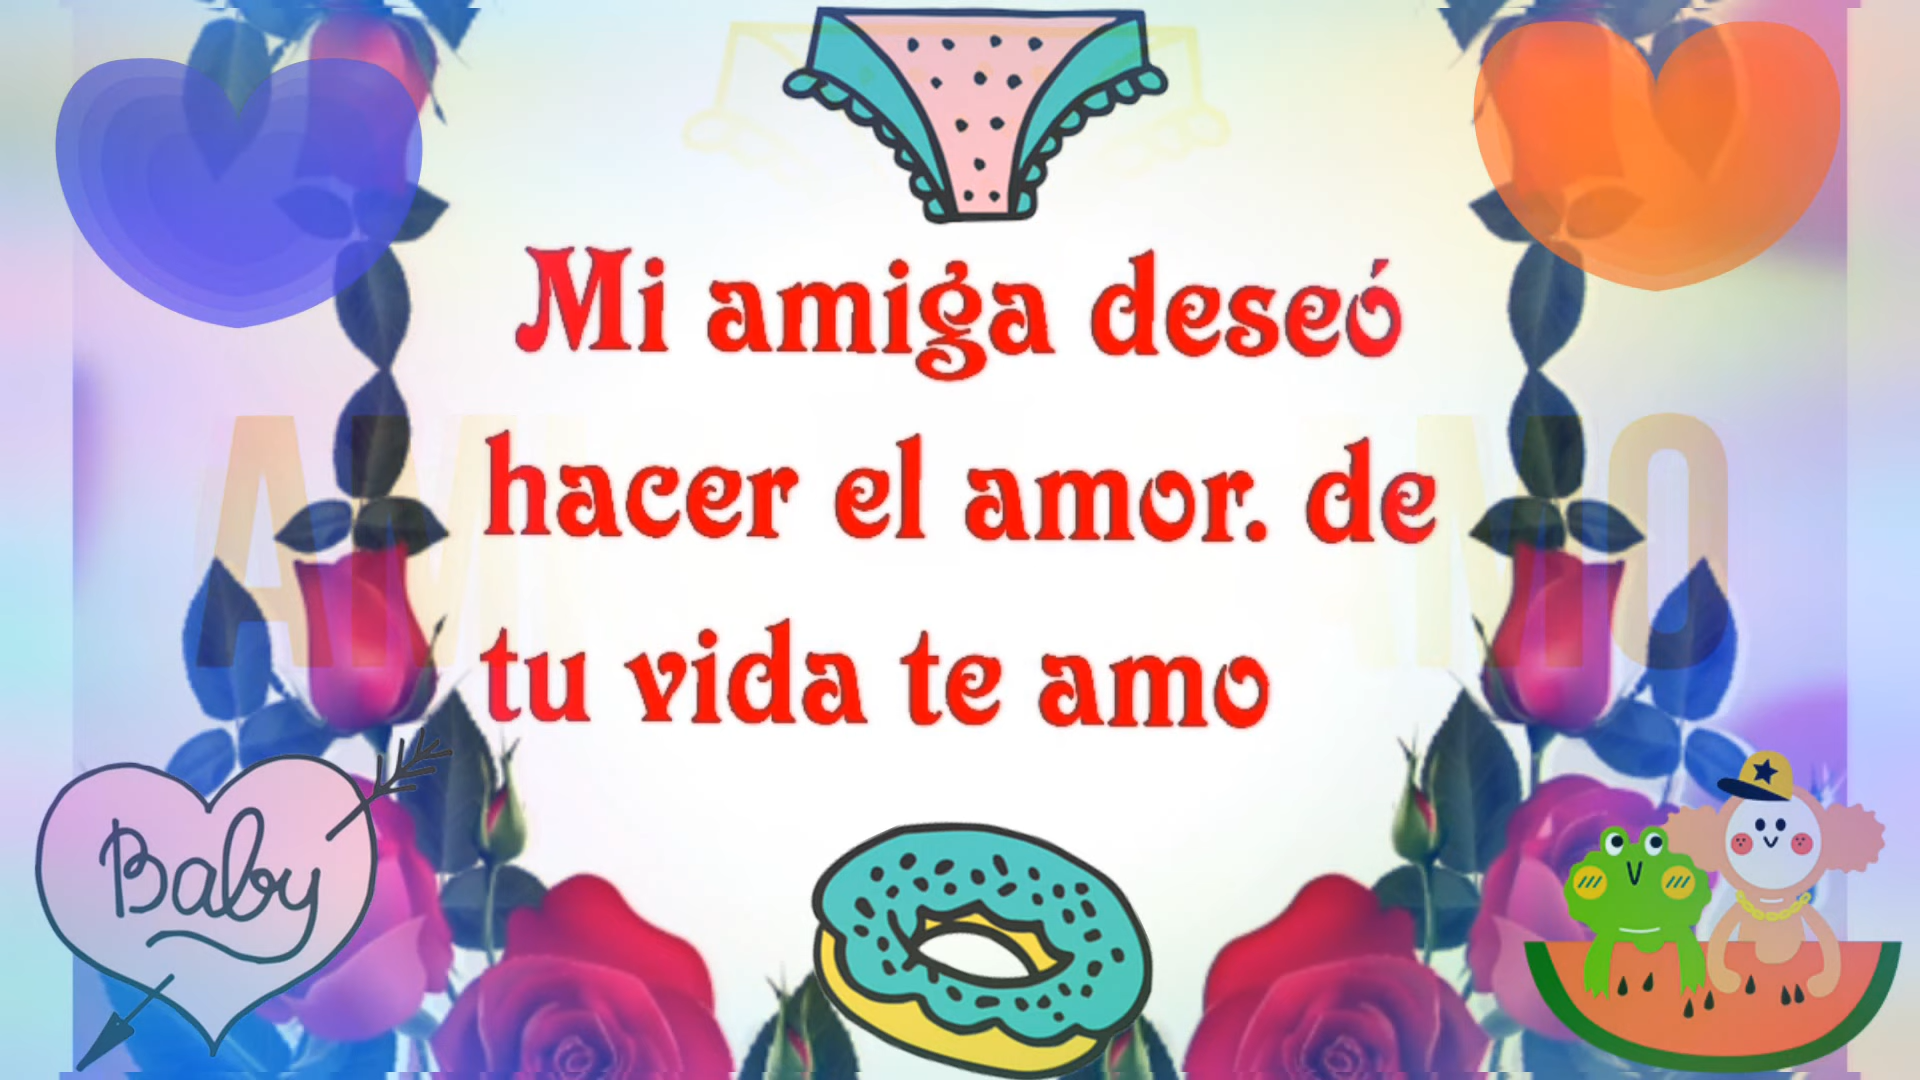 Mi amiga deseó
hacer el amor. de
tu vida te amo
Baby